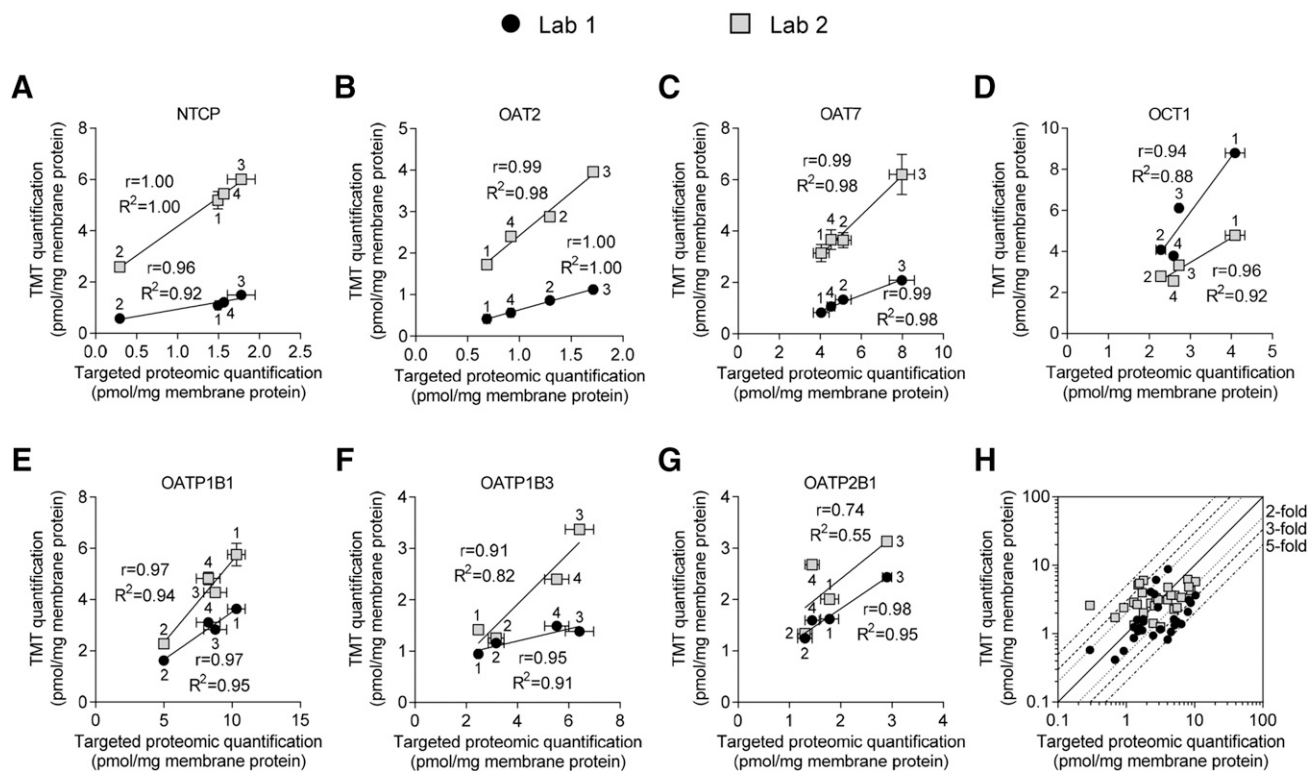 Lab 1
Lab 2
A
NTCP
TMT quantification
(pmol/mg membrane protein)
8
6
4
2
0
0.0 0.5 1.0 1.5 2.0 2.5
r=1.00
R²=1.00
r=0.96
R²=0.92
2
1
4
3
2
1
4
3
Targeted proteomic quantification
(pmol/mg membrane protein)
B
OAT2
TMT quantification
(pmol/mg membrane protein)
5
4
3
2
1
0
0.0 0.5 1.0 1.5 2.0
r=0.99
R²=0.98
r=1.00
R²=1.00
1
4
2
3
1
4
2
3
Targeted proteomic quantification
(pmol/mg membrane protein)
C
OAT7
TMT quantification
(pmol/mg membrane protein)
8
6
4
2
0
0 2 4 6 8 10
r=0.99
R²=0.98
r=0.99
R²=0.98
1
4
2
3
1
4
2
3
Targeted proteomic quantification
(pmol/mg membrane protein)
D
OCT1
TMT quantification
(pmol/mg membrane protein)
10
8
6
4
2
0
0 1 2 3 4 5
r=0.94
R²=0.88
r=0.96
R²=0.92
2
4
3
1
2
4
3
1
Targeted proteomic quantification
(pmol/mg membrane protein)
E
OATP1B1
TMT quantification
(pmol/mg membrane protein)
8
6
4
2
0
0 5 10 15
r=0.97
R²=0.94
r=0.97
R²=0.95
2
4
3
1
2
4
3
1
Targeted proteomic quantification
(pmol/mg membrane protein)
F
OATP1B3
TMT quantification
(pmol/mg membrane protein)
4
3
2
1
0
0 2 4 6 8
r=0.91
R²=0.82
r=0.95
R²=0.91
1
2
4
3
1
2
4
3
Targeted proteomic quantification
(pmol/mg membrane protein)
G
OATP2B1
TMT quantification
(pmol/mg membrane protein)
4
3
2
1
0
0 1 2 3 4
r=0.74
R²=0.55
r=0.98
R²=0.95
2
4
1
3
2
4
1
3
Targeted proteomic quantification
(pmol/mg membrane protein)
H
TMT quantification
(pmol/mg membrane protein)
100
10
1
0.1
0.1 1 10 100
2-fold
3-fold
5-fold
Targeted proteomic quantification
(pmol/mg membrane protein)